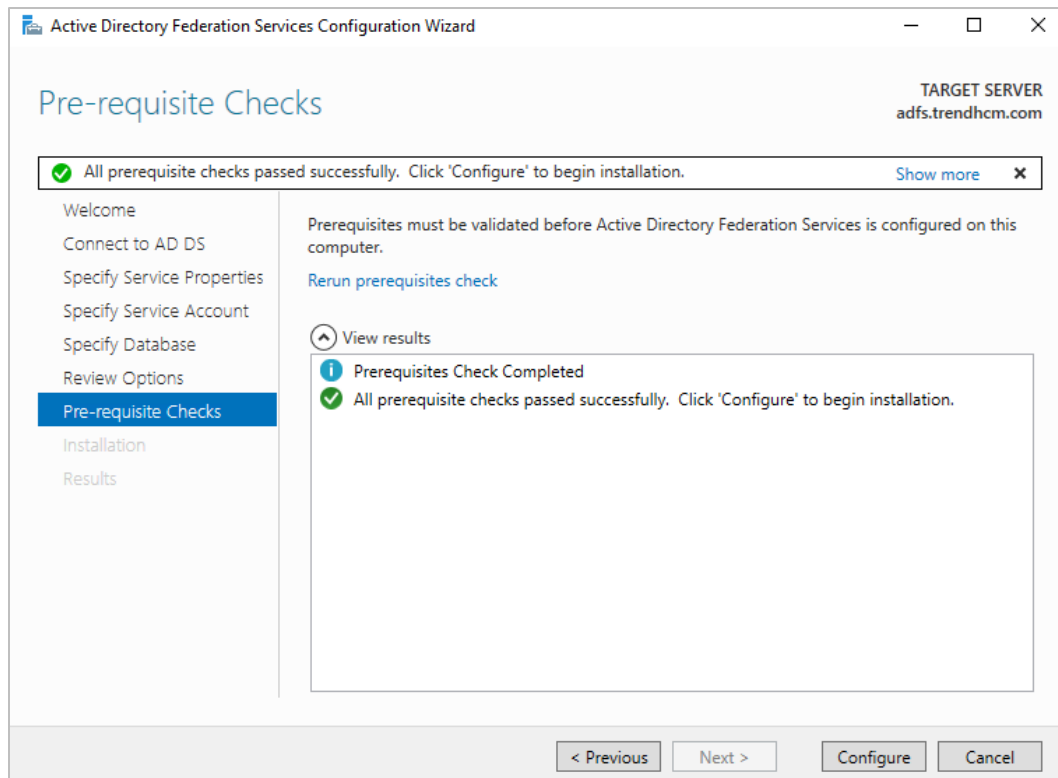 Active Directory Federation Services Configuration Wizard
Pre-requisite Checks
TARGET SERVER
adfs.trendhcm.com
All prerequisite checks passed successfully.  Click 'Configure' to begin installation.
Show more
Welcome
Connect to AD DS
Specify Service Properties
Specify Service Account
Specify Database
Review Options
Pre-requisite Checks
Installation
Results
Prerequisites must be validated before Active Directory Federation Services is configured on this
computer.
Rerun prerequisites check
View results
Prerequisites Check Completed
All prerequisite checks passed successfully.  Click 'Configure' to begin installation.
< Previous
Next >
Configure
Cancel